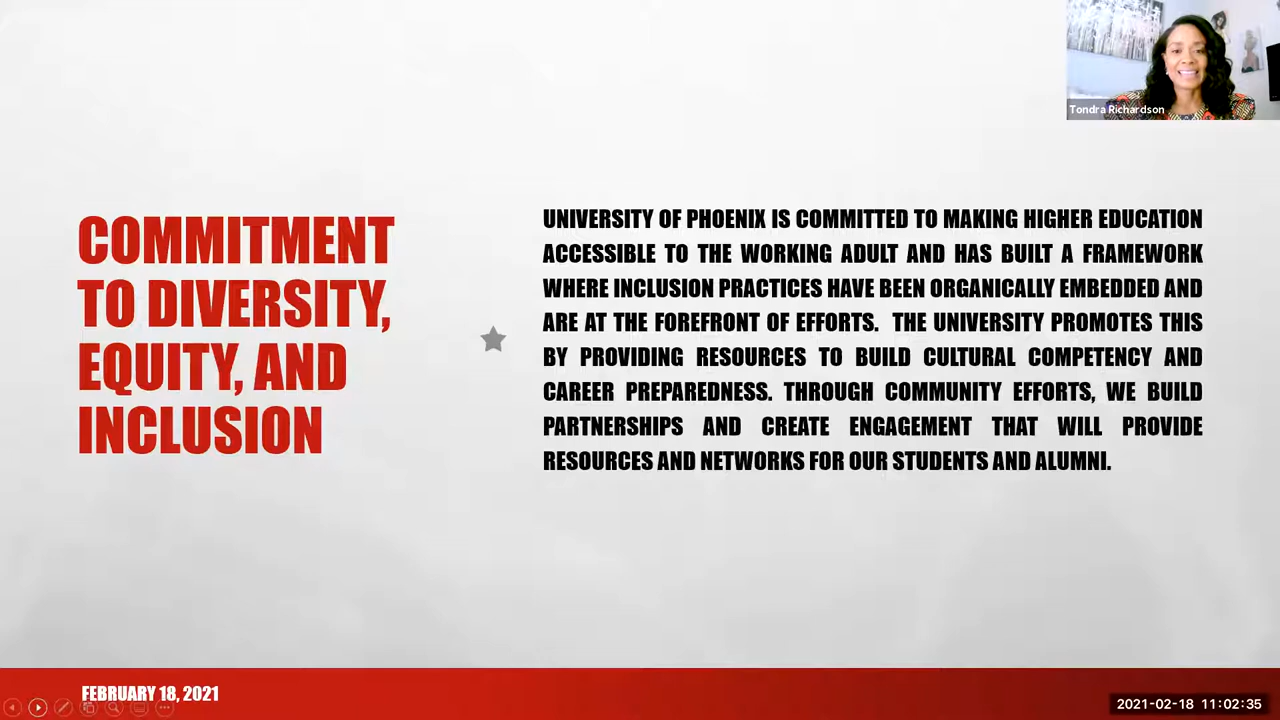 Tondra Richardson
COMMITMENT
TO DIVERSITY,
EQUITY, AND
INCLUSION
UNIVERSITY OF PHOENIX IS COMMITTED TO MAKING HIGHER EDUCATION
ACCESSIBLE TO THE WORKING ADULT AND HAS BUILT A FRAMEWORK
WHERE INCLUSION PRACTICES HAVE BEEN ORGANICALLY EMBEDDED AND
ARE AT THE FOREFRONT OF EFFORTS. THE UNIVERSITY PROMOTES THIS
BY PROVIDING RESOURCES TO BUILD CULTURAL COMPETENCY AND
CAREER PREPAREDNESS. THROUGH COMMUNITY EFFORTS, WE BUILD
PARTNERSHIPS AND CREATE ENGAGEMENT THAT WILL PROVIDE
RESOURCES AND NETWORKS FOR OUR STUDENTS AND ALUMNI.
FEBRUARY 18, 2021
2021-02-18 11:02:35